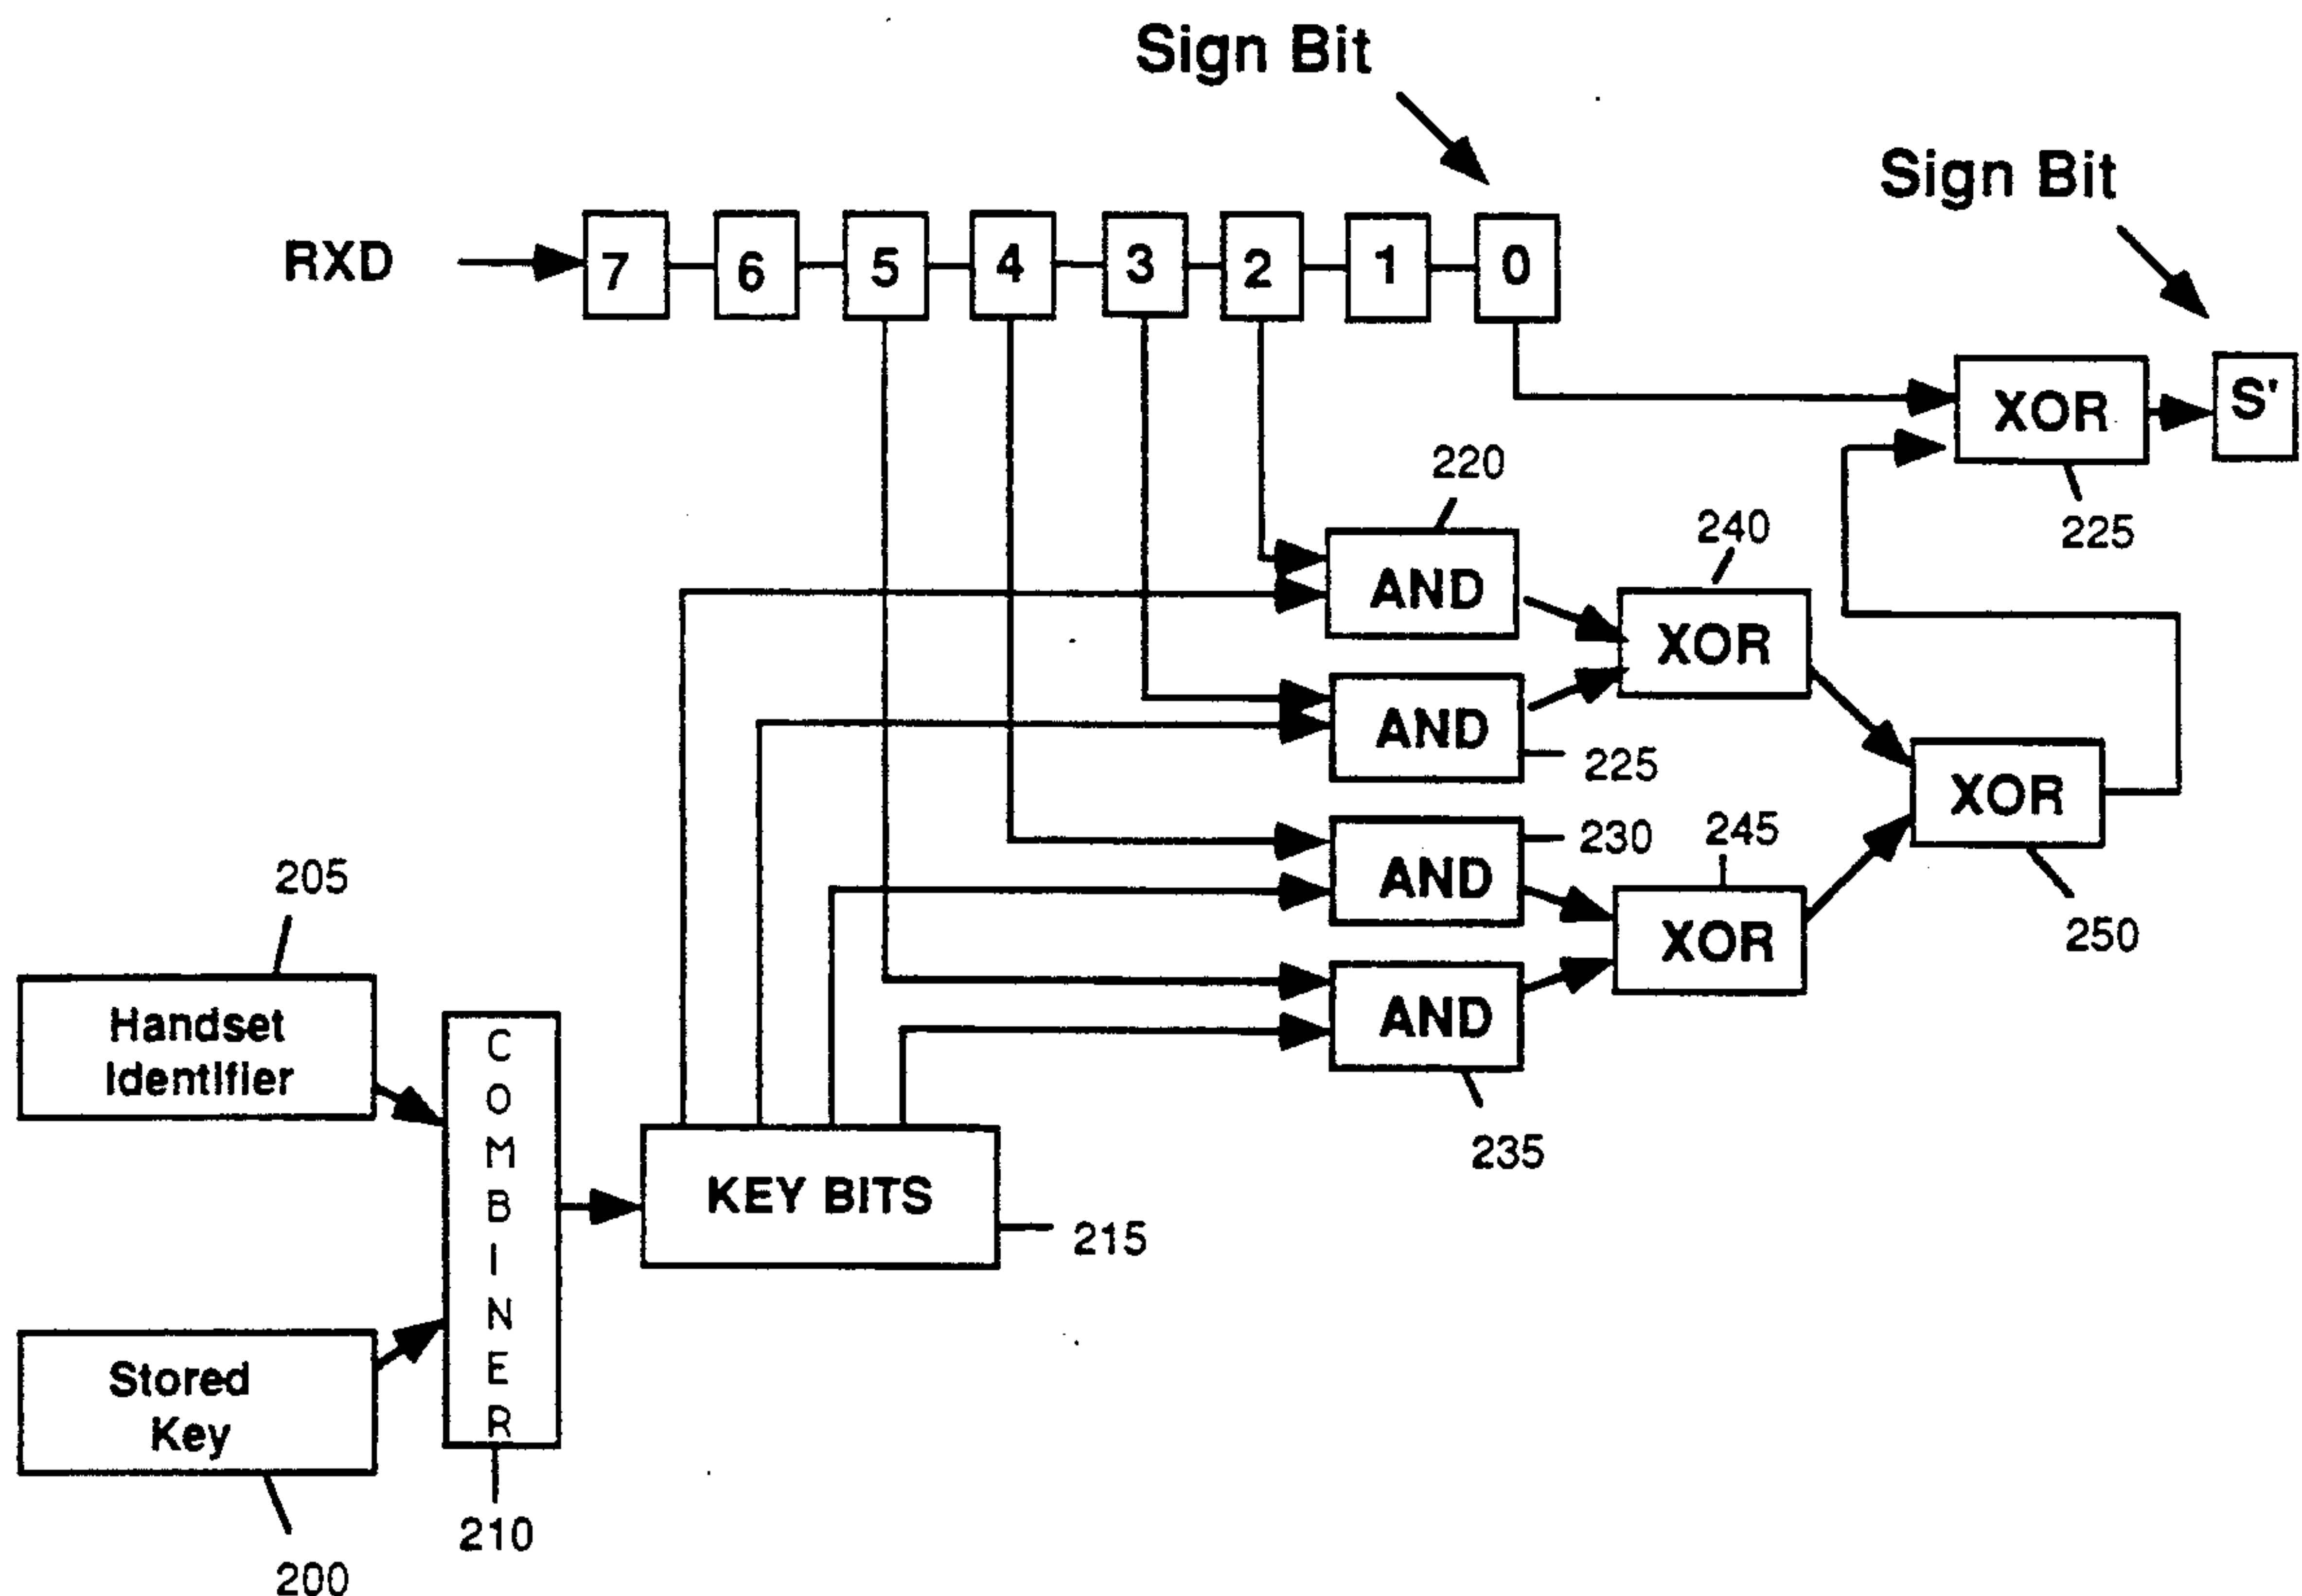 Sign Bit
Sign Bit
RXD
7 6 5 4 3 2 1 0
XOR
S'
225
220
AND
240
XOR
AND
225
XOR
250
230
AND
245
XOR
AND
235
205
Handset
Identifier
COMBINER
KEY BITS
215
Stored
Key
200
210